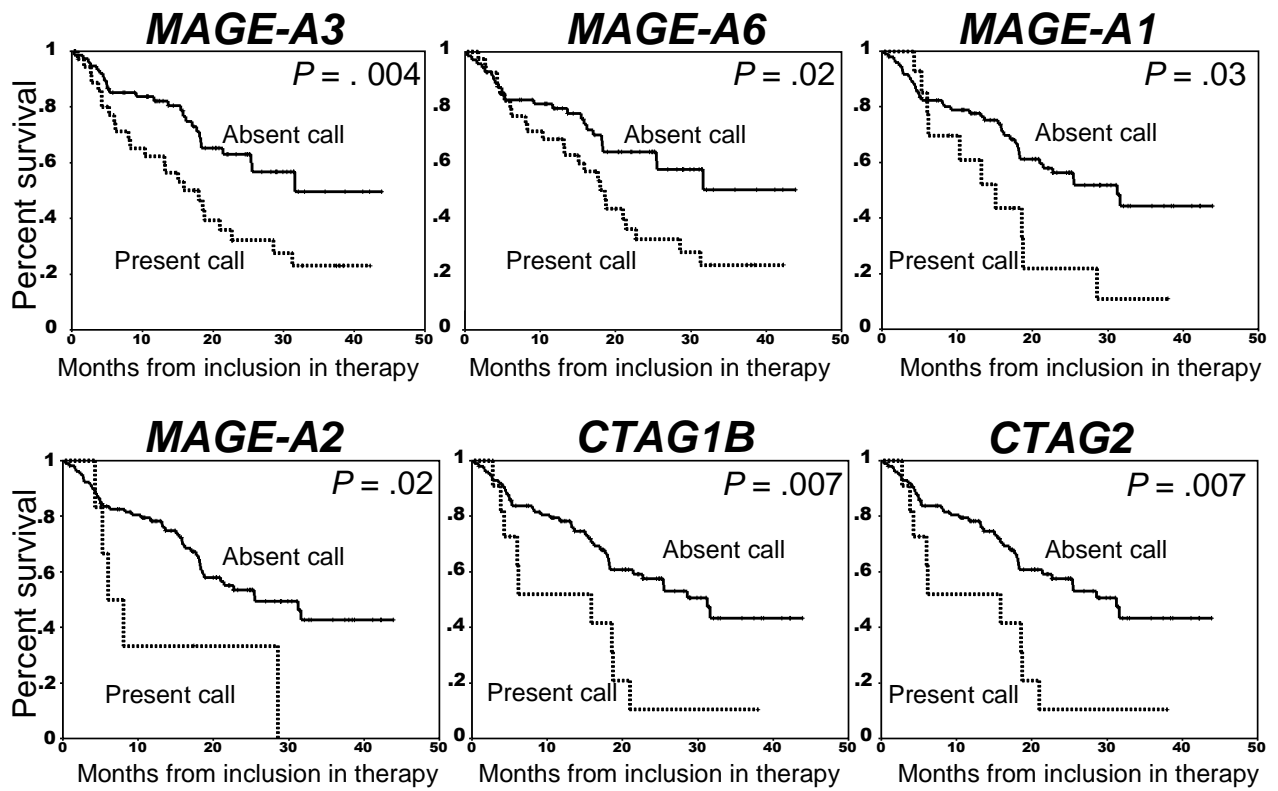 MAGE-A3
MAGE-A6
MAGE-A1
Percent survival
1
.8
.6
.4
.2
0
P = . 004
Absent call
Present call
0 10 20 30 40 50
Months from inclusion in therapy
1
.8
.6
.4
.2
0
P = .02
Absent call
Present call
0 10 20 30 40 50
Months from inclusion in therapy
1
.8
.6
.4
.2
0
P = .03
Absent call
Present call
0 10 20 30 40 50
Months from inclusion in therapy
MAGE-A2
CTAG1B
CTAG2
Percent survival
1
.8
.6
.4
.2
0
P = .02
Absent call
Present call
0 10 20 30 40 50
Months from inclusion in therapy
1
.8
.6
.4
.2
0
P = .007
Absent call
Present call
0 10 20 30 40 50
Months from inclusion in therapy
1
.8
.6
.4
.2
0
P = .007
Absent call
Present call
0 10 20 30 40 50
Months from inclusion in therapy